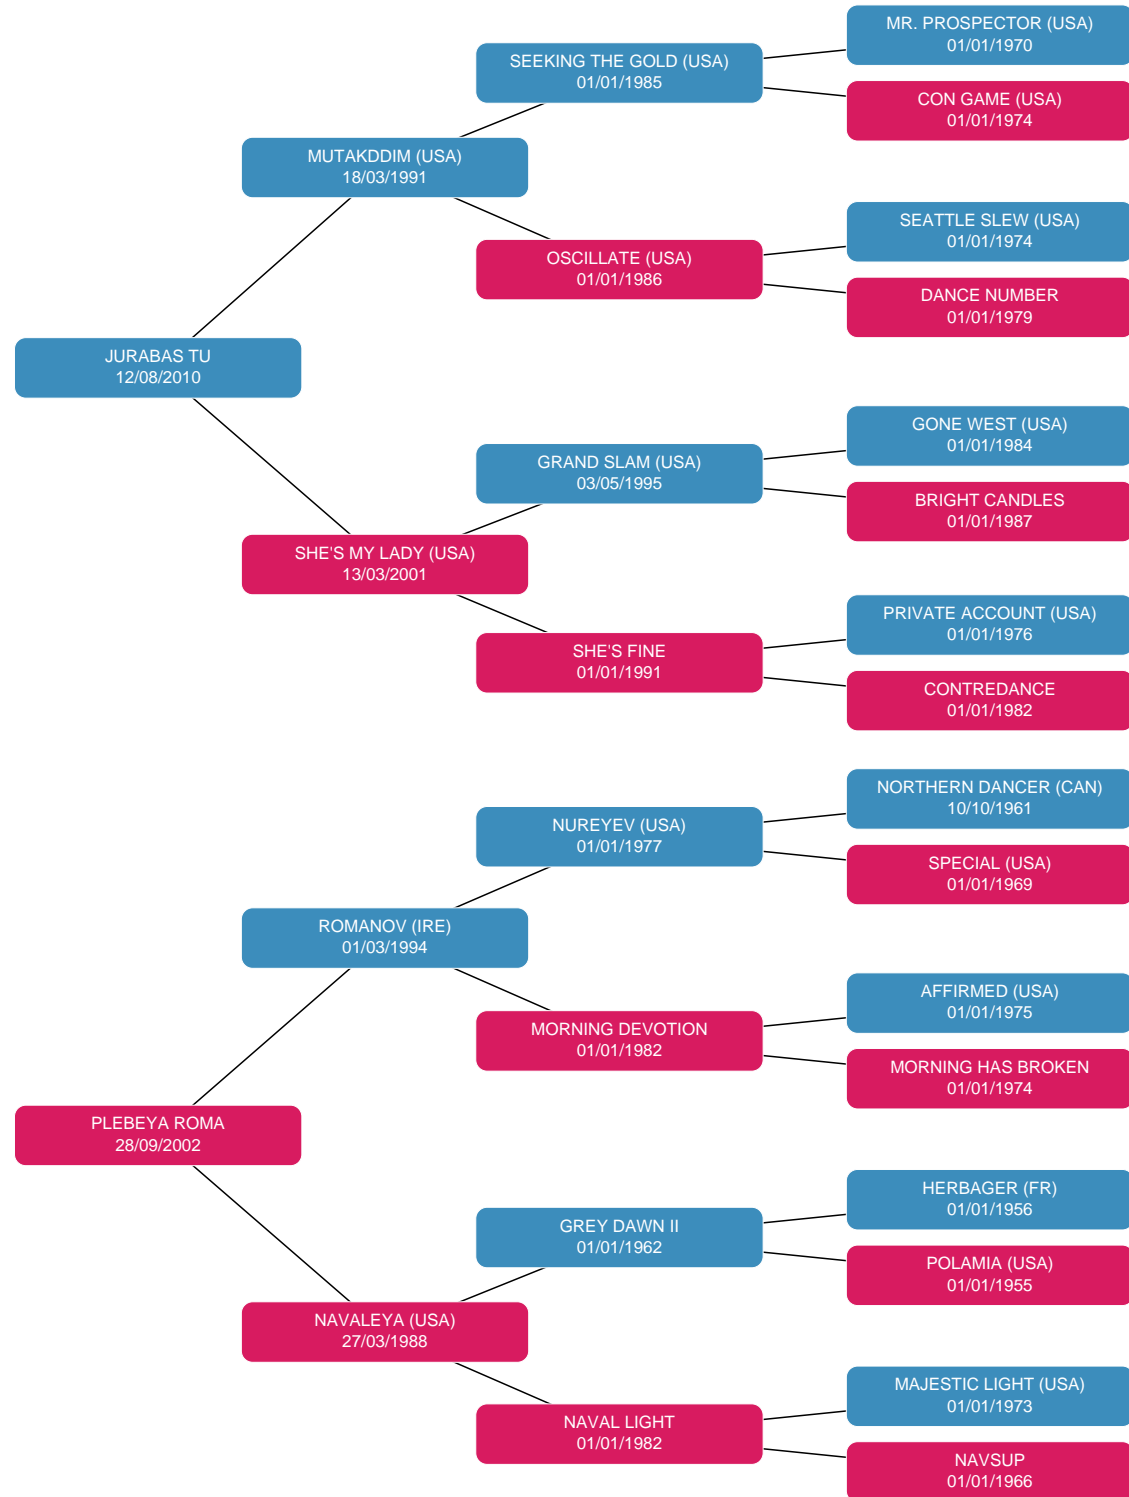 MR. PROSPECTOR (USA)
01/01/1970
SEEKING THE GOLD (USA)
01/01/1985
CON GAME (USA)
01/01/1974
MUTAKDDIM (USA)
18/03/1991
SEATTLE SLEW (USA)
01/01/1974
OSCILLATE (USA)
01/01/1986
DANCE NUMBER
01/01/1979
JURABAS TU
12/08/2010
GONE WEST (USA)
01/01/1984
GRAND SLAM (USA)
03/05/1995
BRIGHT CANDLES
01/01/1987
SHE'S MY LADY (USA)
13/03/2001
PRIVATE ACCOUNT (USA)
01/01/1976
SHE'S FINE
01/01/1991
CONTREDANCE
01/01/1982
NORTHERN DANCER (CAN)
10/10/1961
NUREYEV (USA)
01/01/1977
SPECIAL (USA)
01/01/1969
ROMANOV (IRE)
01/03/1994
AFFIRMED (USA)
01/01/1975
MORNING DEVOTION
01/01/1982
MORNING HAS BROKEN
01/01/1974
PLEBEYA ROMA
28/09/2002
HERBAGER (FR)
01/01/1956
GREY DAWN II
01/01/1962
POLAMIA (USA)
01/01/1955
NAVALEYA (USA)
27/03/1988
MAJESTIC LIGHT (USA)
01/01/1973
NAVAL LIGHT
01/01/1982
NAVSUP
01/01/1966